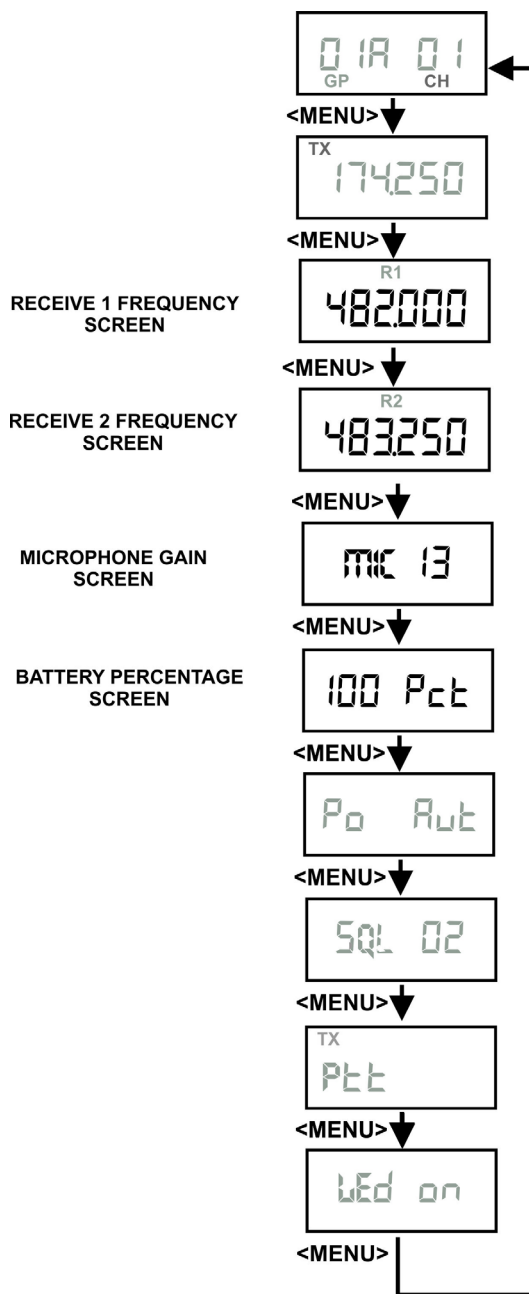 01A 01
GP CH
<MENU>
TX
174.250
<MENU>
R1
RECEIVE 1 FREQUENCY
SCREEN
482.000
<MENU>
R2
RECEIVE 2 FREQUENCY
SCREEN
483.250
<MENU>
MICROPHONE GAIN
SCREEN
MIC 13
<MENU>
BATTERY PERCENTAGE
SCREEN
100 Pct
<MENU>
Po Aut
<MENU>
SQL 02
<MENU>
TX
Ptt
<MENU>
LEd on
<MENU>